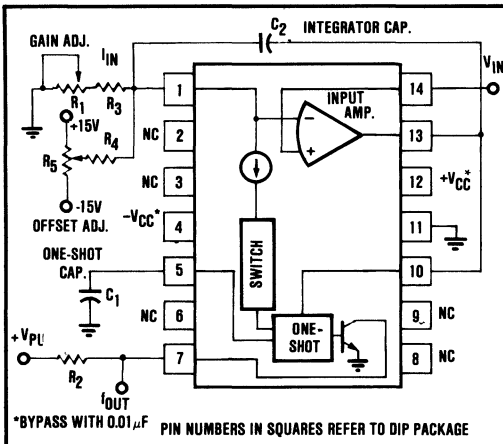 C2 INTEGRATOR CAP.
GAIN ADJ. IIN
VIN
R1 R3
1
14
INPUT AMP.
+15V
R4
NC 2
−
+
13
R5
NC 3
12 +VCC*
-15V
OFFSET ADJ.
−VCC* 4
11
ONE-SHOT CAP.
SWITCH
5
10
C1
NC 6
ONE-SHOT
9 NC
+VPU
R2
7
8 NC
fOUT
*BYPASS WITH 0.01µF PIN NUMBERS IN SQUARES REFER TO DIP PACKAGE